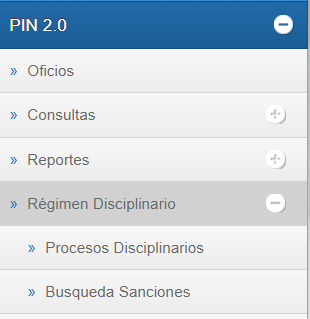 PIN 2.0
» Oficios
» Consultas
» Reportes
» Régimen Disciplinario
» Procesos Disciplinarios
» Busqueda Sanciones